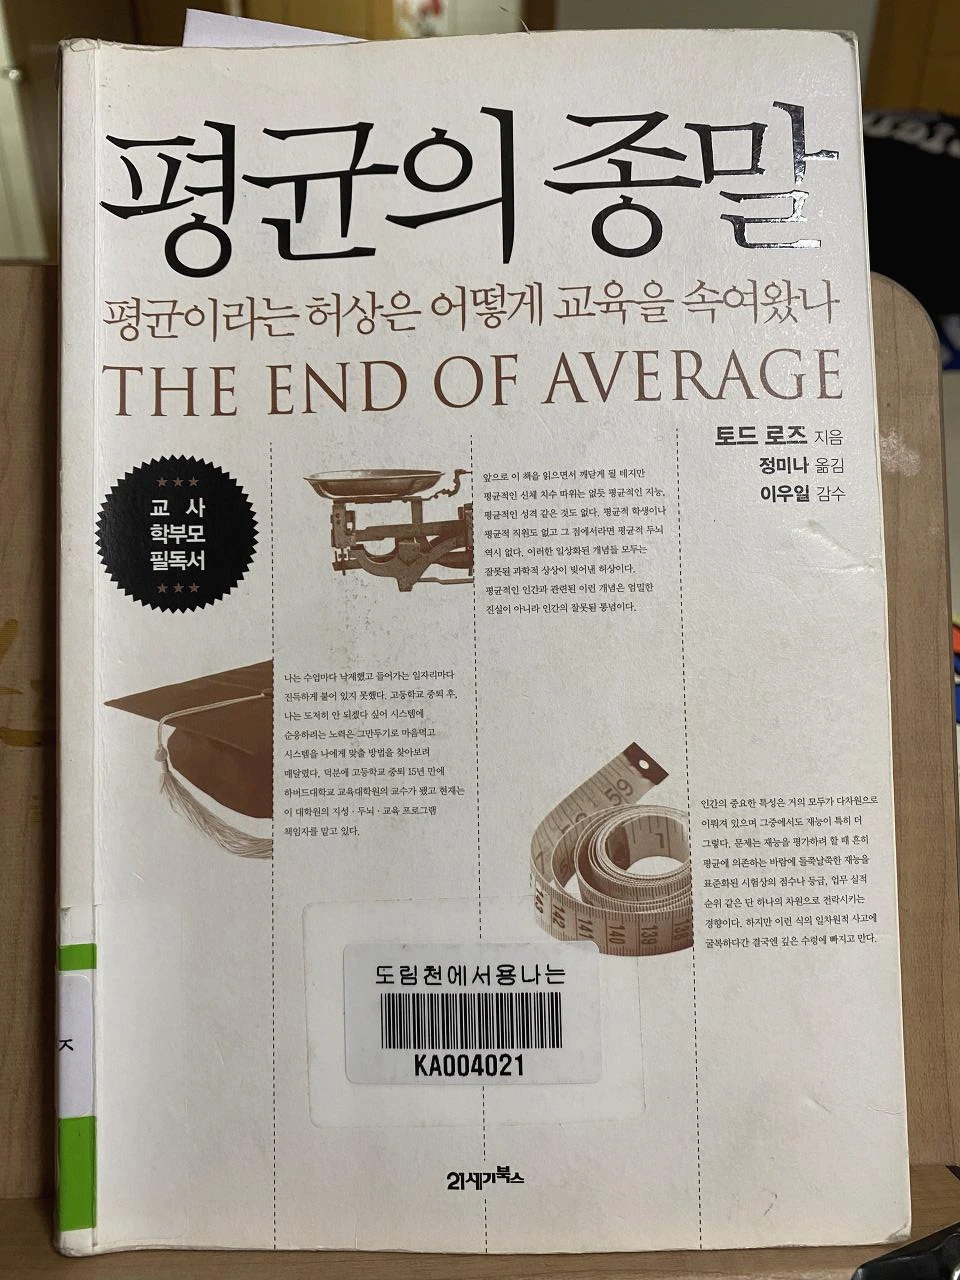 평균의 종말
평균이라는 허상은 어떻게 교육을 속여왔나
THE END OF AVERAGE
토드 로즈 지음
정미나 옮김
이우일 감수
★★★
교 사
학부모
필독서
★★★
앞으로 이 책을 읽으면서 깨닫게 될 테지만
평균적인 신체 치수 따위는 없듯 평균적인 지능,
평균적인 성격 같은 것도 없다. 평균적 학생이나
평균적 직원도 없고 그 점에서라면 평균적 두뇌
역시 없다. 이러한 일상화된 개념들 모두는
잘못된 과학적 상상이 빚어낸 허상이다.
평균적인 인간과 관련된 이런 개념은 엄밀한
진실이 아니라 인간의 잘못된 통념이다.
나는 수업마다 낙제했고 들어가는 일자리마다
진득하게 붙어 있지 못했다. 고등학교 중퇴 후,
나는 도저히 안 되겠다 싶어 시스템에
순응하려는 노력은 그만두기로 마음먹고
시스템을 나에게 맞출 방법을 찾아보려
매달렸다. 덕분에 고등학교 중퇴 15년 만에
하버드대학교 교육대학원의 교수가 됐고 현재는
이 대학원의 지성·두뇌·교육 프로그램
책임자를 맡고 있다.
59
143 142 141 140 139 138
인간의 중요한 특성은 거의 모두가 다차원으로
이뤄져 있으며 그중에서도 재능이 특히 더
그렇다. 문제는 재능을 평가하려 할 때 흔히
평균에 의존하는 바람에 들쭉날쭉한 재능을
표준화된 시험상의 점수나 등급, 업무 실적
순위 같은 단 하나의 차원으로 전락시키는
경향이다. 하지만 이런 식의 일차원적 사고에
굴복하다간 결국엔 깊은 수렁에 빠지고 만다.
도림천에서용나는
KA004021
ㅈ
21세기북스